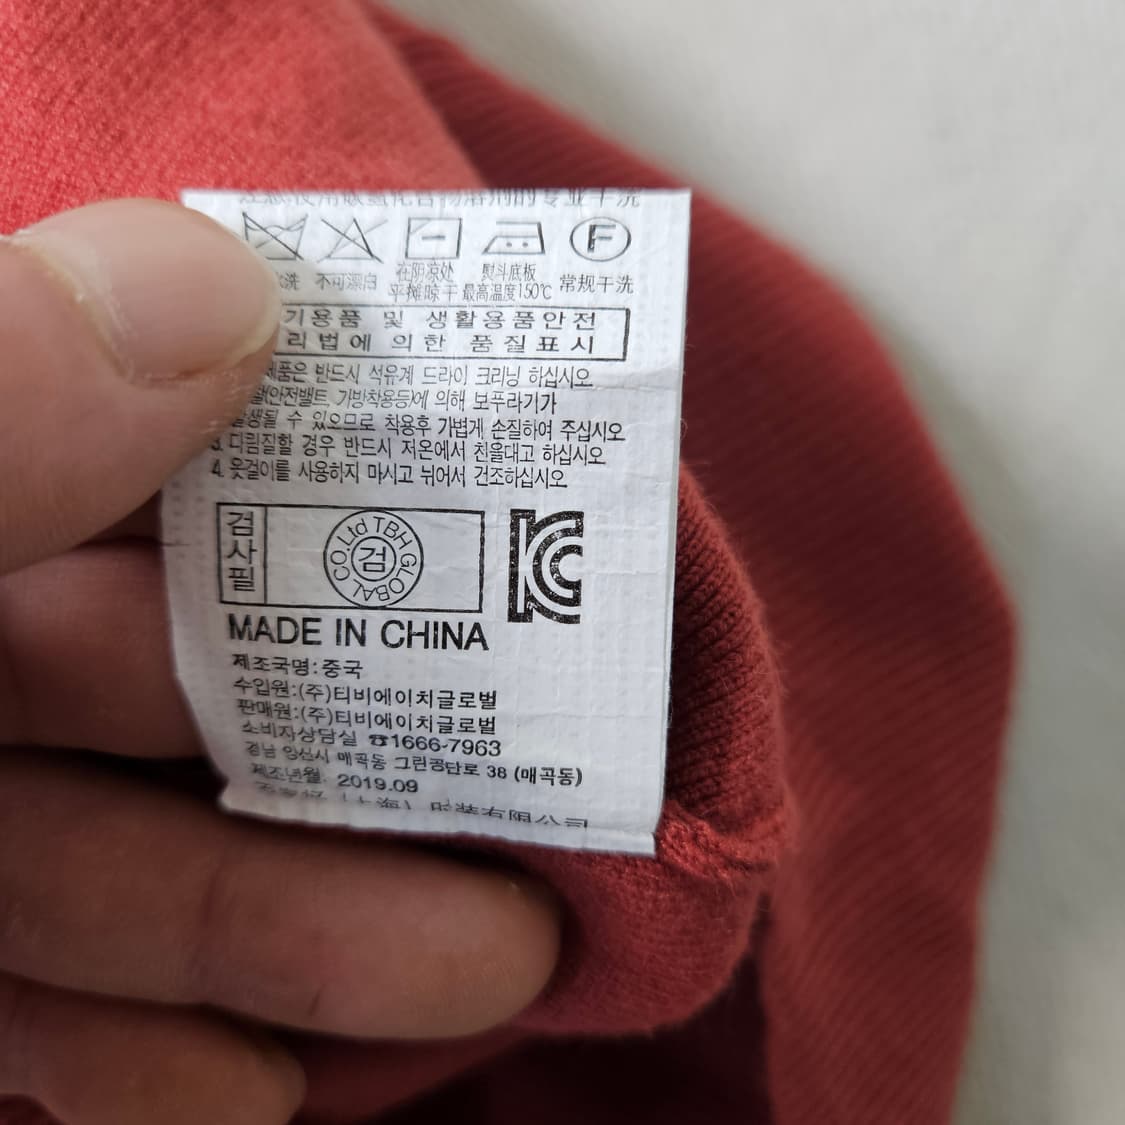 F
水洗 不可漂白 在阴凉处 平摊晾干 熨斗底板 最高温度150℃ 常规干洗
기용품 및 생활용품안전
리법에 의한 품질표시
제품은 반드시 석유계 드라이 크리닝 하십시오
(안전밸트, 가방착용등)에 의해 보푸라기가
발생될 수 있으므로 착용후 가볍게 손질하여 주십시오
3. 다림질할 경우 반드시 저온에서 천을대고 하십시오
4. 옷걸이를 사용하지 마시고 뉘어서 건조하십시오
검사필
CO.Ltd TBH GLOBAL
검
KC
MADE IN CHINA
제조국명:중국
수입원:(주)티비에이치글로벌
판매원:(주)티비에이치글로벌
소비자상담실 ☎1666-7963
경남 양산시 매곡동 그린공단로 38 (매곡동)
제조년월: 2019.09
(上海) 时装有限公司